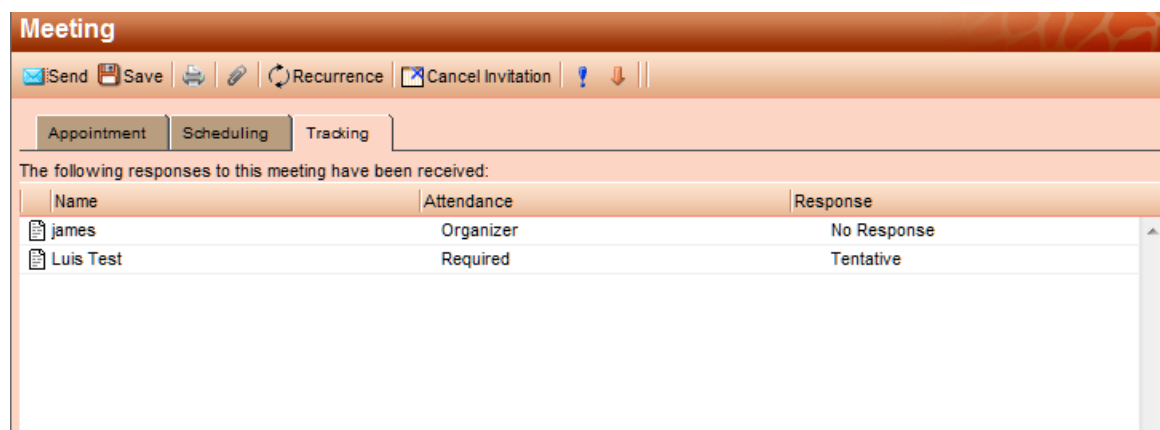 Meeting
Send Save Recurrence Cancel Invitation
Appointment Scheduling Tracking
The following responses to this meeting have been received:
Name Attendance Response
james Organizer No Response
Luis Test Required Tentative